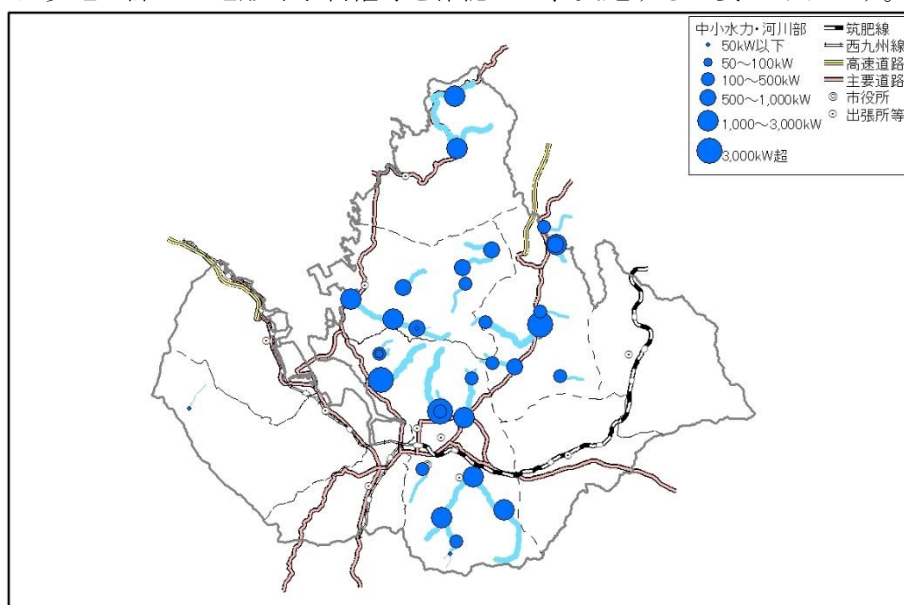 中小水力・河川部
50kW以下
50～100kW
100～500kW
500～1,000kW
1,000～3,000kW
3,000kW超
筑肥線
西九州線
高速道路
主要道路
市役所
出張所等